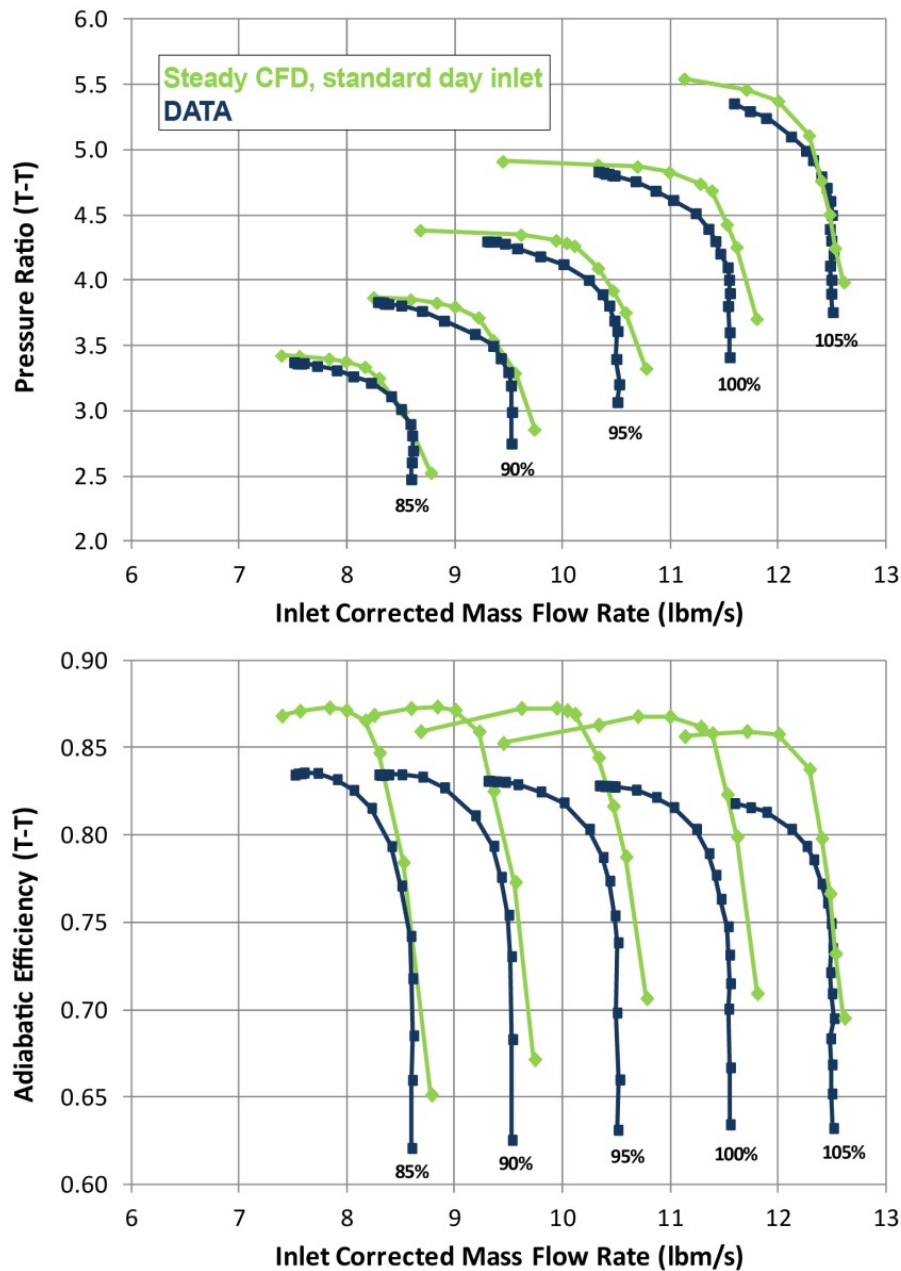 6.0
Steady CFD, standard day inlet
DATA
5.5
5.0
4.5
4.0
3.5
3.0
2.5
2.0
Pressure Ratio (T-T)
105%
100%
95%
90%
85%
6 7 8 9 10 11 12 13
Inlet Corrected Mass Flow Rate (lbm/s)
0.90
0.85
0.80
0.75
0.70
0.65
0.60
Adiabatic Efficiency (T-T)
85% 90% 95% 100% 105%
6 7 8 9 10 11 12 13
Inlet Corrected Mass Flow Rate (lbm/s)